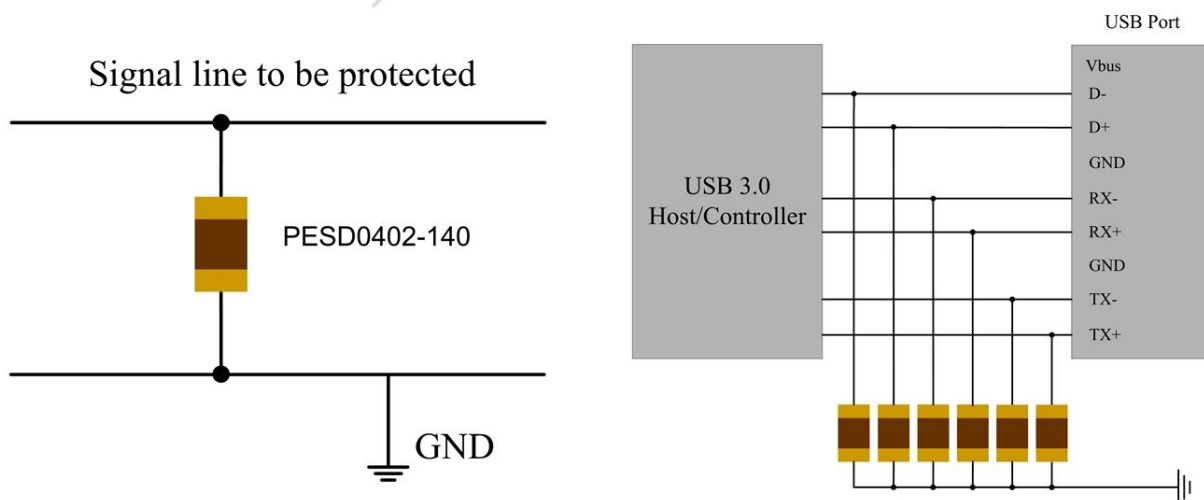 Signal line to be protected
PESD0402-140
GND
USB Port
USB 3.0
Host/Controller
Vbus
D-
D+
GND
RX-
RX+
GND
TX-
TX+